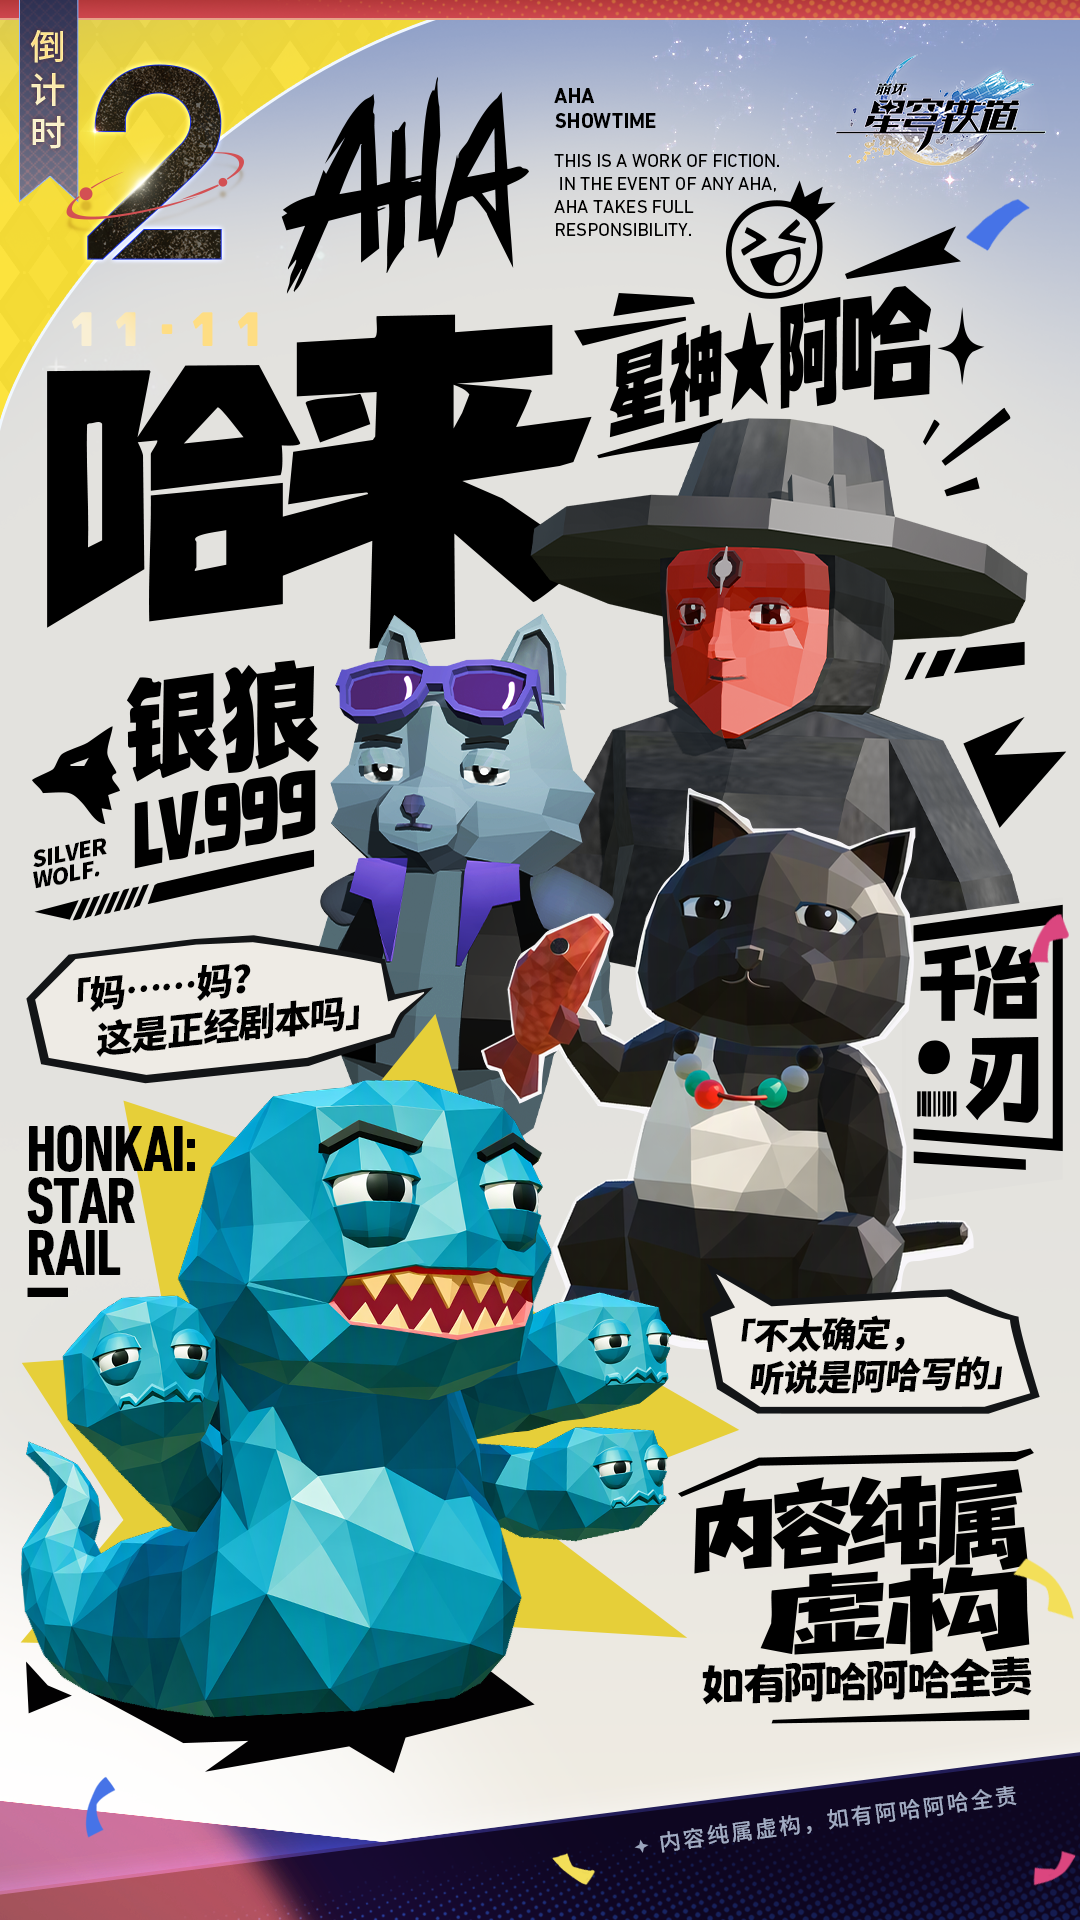 倒计时
2
11·11
AHA
AHA
SHOWTIME
THIS IS A WORK OF FICTION.
IN THE EVENT OF ANY AHA,
AHA TAKES FULL
RESPONSIBILITY.
崩坏
星穹铁道
哈来
星神★阿哈
银狼
LV.999
SILVER
WOLF.
「妈……妈?
这是正经剧本吗」
千冶
·刃
HONKAI:
STAR
RAIL
「不太确定，
听说是阿哈写的」
内容纯属
虚构
如有阿哈阿哈全责
内容纯属虚构，如有阿哈阿哈全责